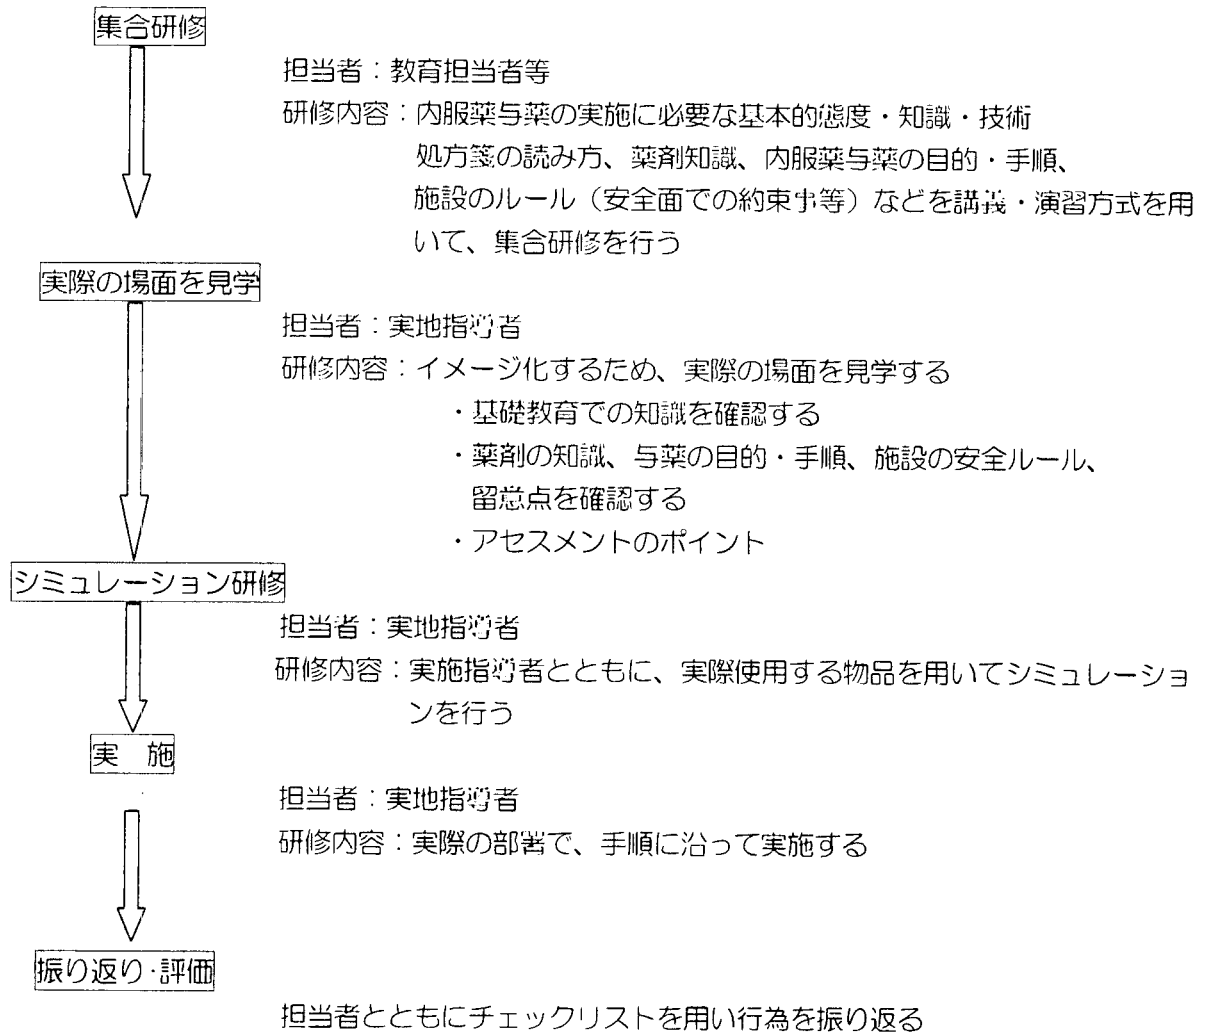 集合研修
担当者：教育担当者等
研修内容：内服薬与薬の実施に必要な基本的態度・知識・技術
処方箋の読み方、薬剤知識、内服薬与薬の目的・手順、
施設のルール（安全面での約束事等）などを講義・演習方式を用
いて、集合研修を行う
実際の場面を見学
担当者：実地指導者
研修内容：イメージ化するため、実際の場面を見学する
・基礎教育での知識を確認する
・薬剤の知識、与薬の目的・手順、施設の安全ルール、
留意点を確認する
・アセスメントのポイント
シミュレーション研修
担当者：実地指導者
研修内容：実施指導者とともに、実際使用する物品を用いてシミュレーショ
ンを行う
実　施
担当者：実地指導者
研修内容：実際の部署で、手順に沿って実施する
振り返り・評価
担当者とともにチェックリストを用い行為を振り返る